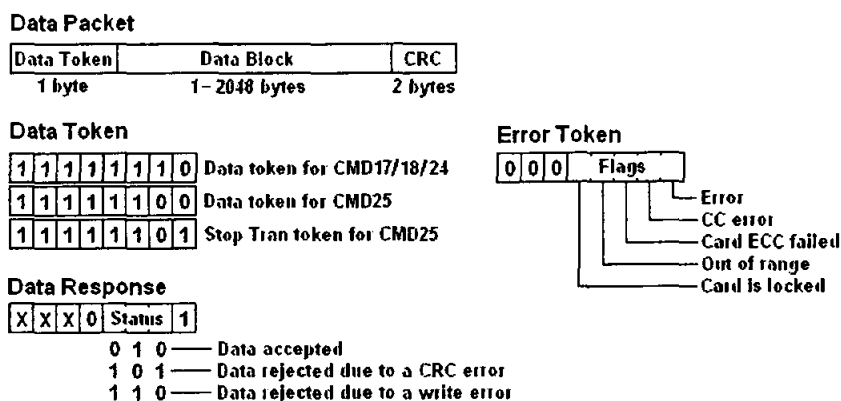 Data Packet
Data Token Data Block CRC
1 byte 1–2048 bytes 2 bytes
Data Token
1 1 1 1 1 1 1 0 Data token for CMD17/18/24
1 1 1 1 1 1 0 0 Data token for CMD25
1 1 1 1 1 1 0 1 Stop Tran token for CMD25
Error Token
0 0 0 Flags
Error
CC error
Card ECC failed
Out of range
Card is locked
Data Response
X X X 0 Status 1
0 1 0 Data accepted
1 0 1 Data rejected due to a CRC error
1 1 0 Data rejected due to a write error